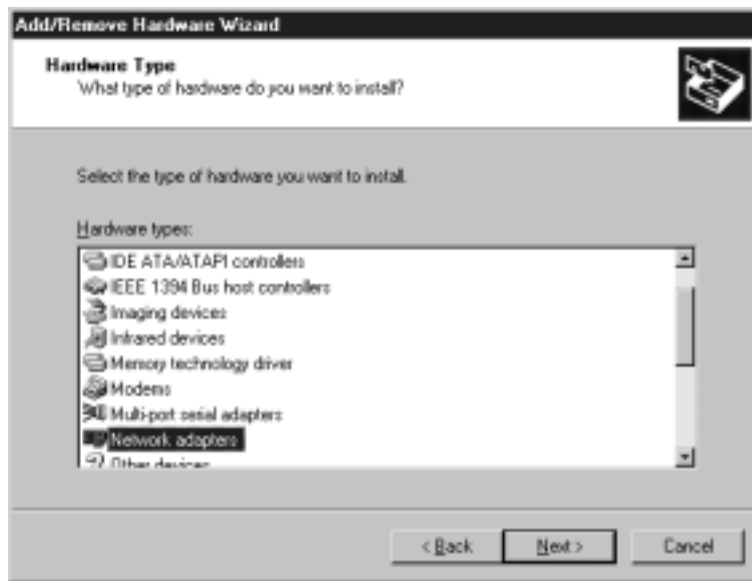 Add/Remove Hardware Wizard
Hardware Type
What type of hardware do you want to install?
Select the type of hardware you want to install.
Hardware types:
IDE ATA/ATAPI controllers
IEEE 1394 Bus host controllers
Imaging devices
Infrared devices
Memory technology driver
Modems
Multi-port serial adapters
Network adapters
Other devices
< Back
Next >
Cancel